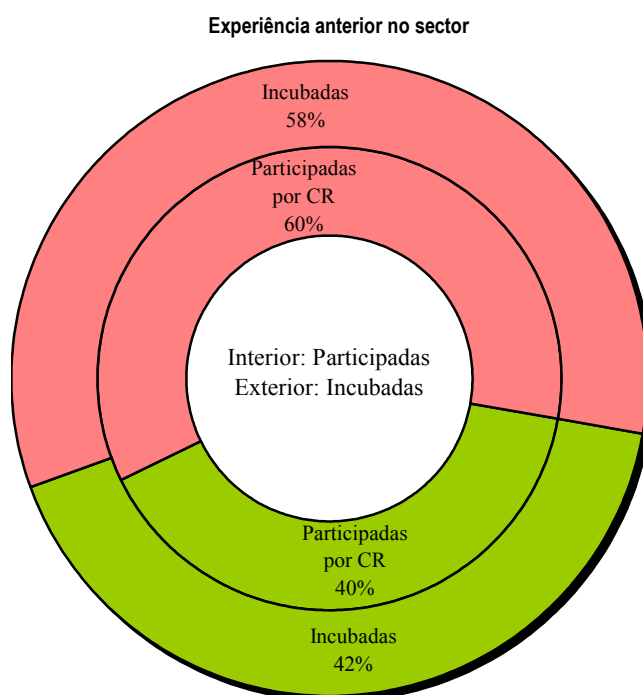 Experiência anterior no sector
Incubadas
58%
Participadas
por CR
60%
Interior: Participadas
Exterior: Incubadas
Participadas
por CR
40%
Incubadas
42%